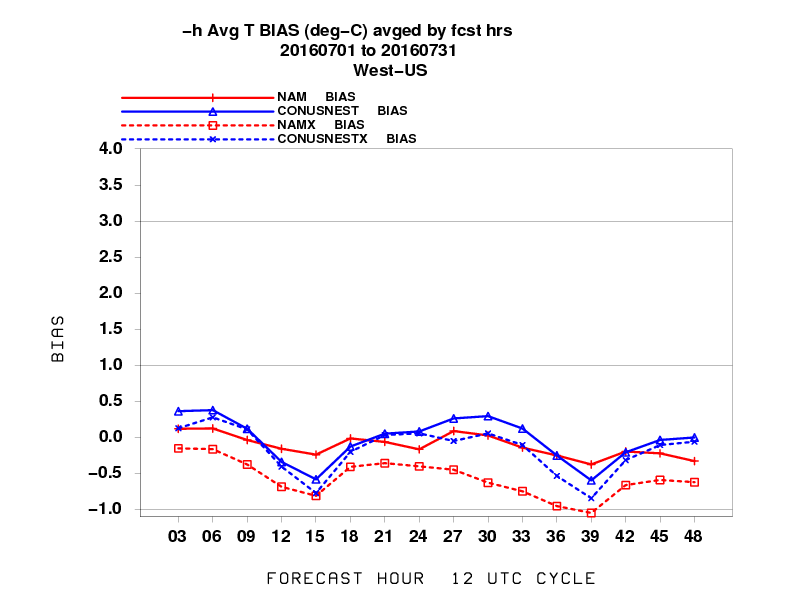 −h Avg T BIAS (deg−C) avged by fcst hrs
20160701 to 20160731
West−US
NAM BIAS
CONUSNEST BIAS
NAMX BIAS
CONUSNESTX BIAS
4.0
3.5
3.0
2.5
2.0
1.5
1.0
0.5
0.0
−0.5
−1.0
BIAS
03 06 09 12 15 18 21 24 27 30 33 36 39 42 45 48
FORECAST HOUR 12 UTC CYCLE